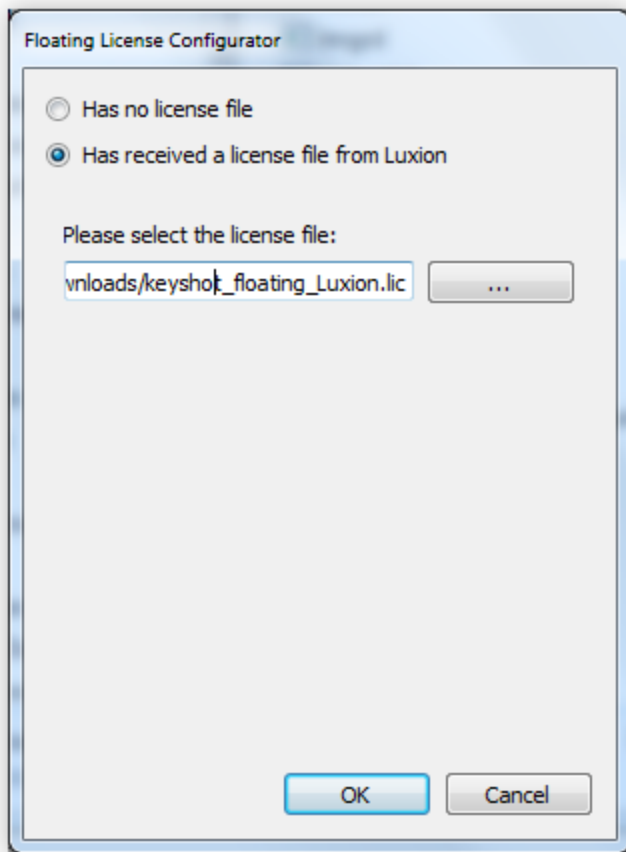 Floating License Configurator
Has no license file
Has received a license file from Luxion
Please select the license file:
vnloads/keyshot_floating_Luxion.lic
...
OK
Cancel